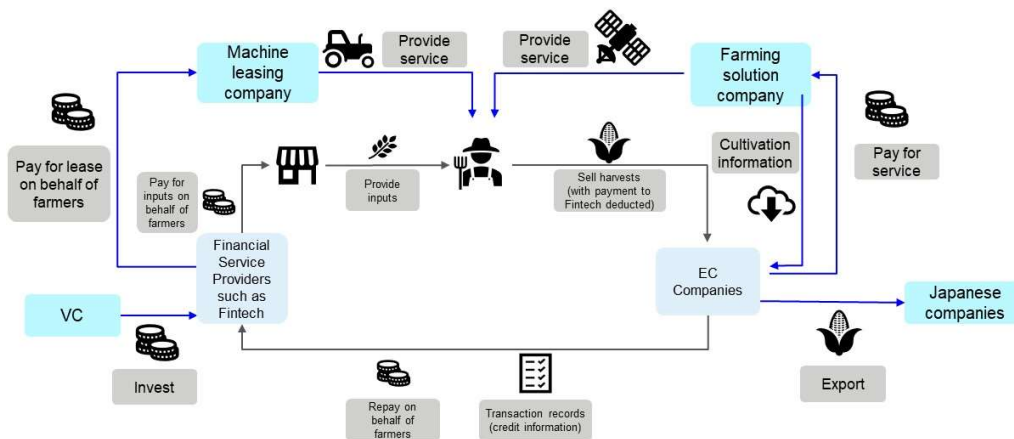 Machine
leasing
company
Provide
service
Provide
service
Farming
solution
company
Pay for lease
on behalf of
farmers
Pay for
inputs on
behalf of
farmers
Provide
inputs
Sell harvests
(with payment to
Fintech deducted)
Cultivation
information
Pay for
service
Financial
Service
Providers
such as
Fintech
EC
Companies
VC
Japanese
companies
Invest
Export
Repay on
behalf of
farmers
Transaction records
(credit information)